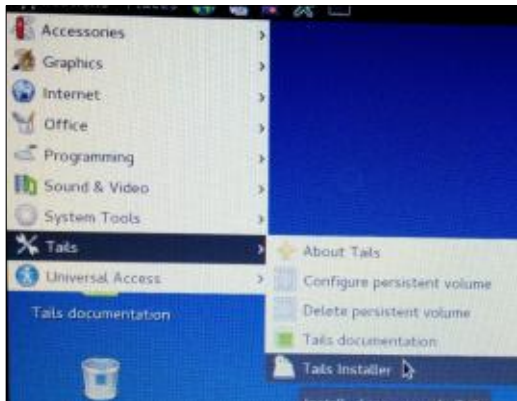 Accessories
Graphics
Internet
Office
Programming
Sound & Video
System Tools
Tails
Universal Access
About Tails
Configure persistent volume
Delete persistent volume
Tails documentation
Tails Installer
Tails documentation